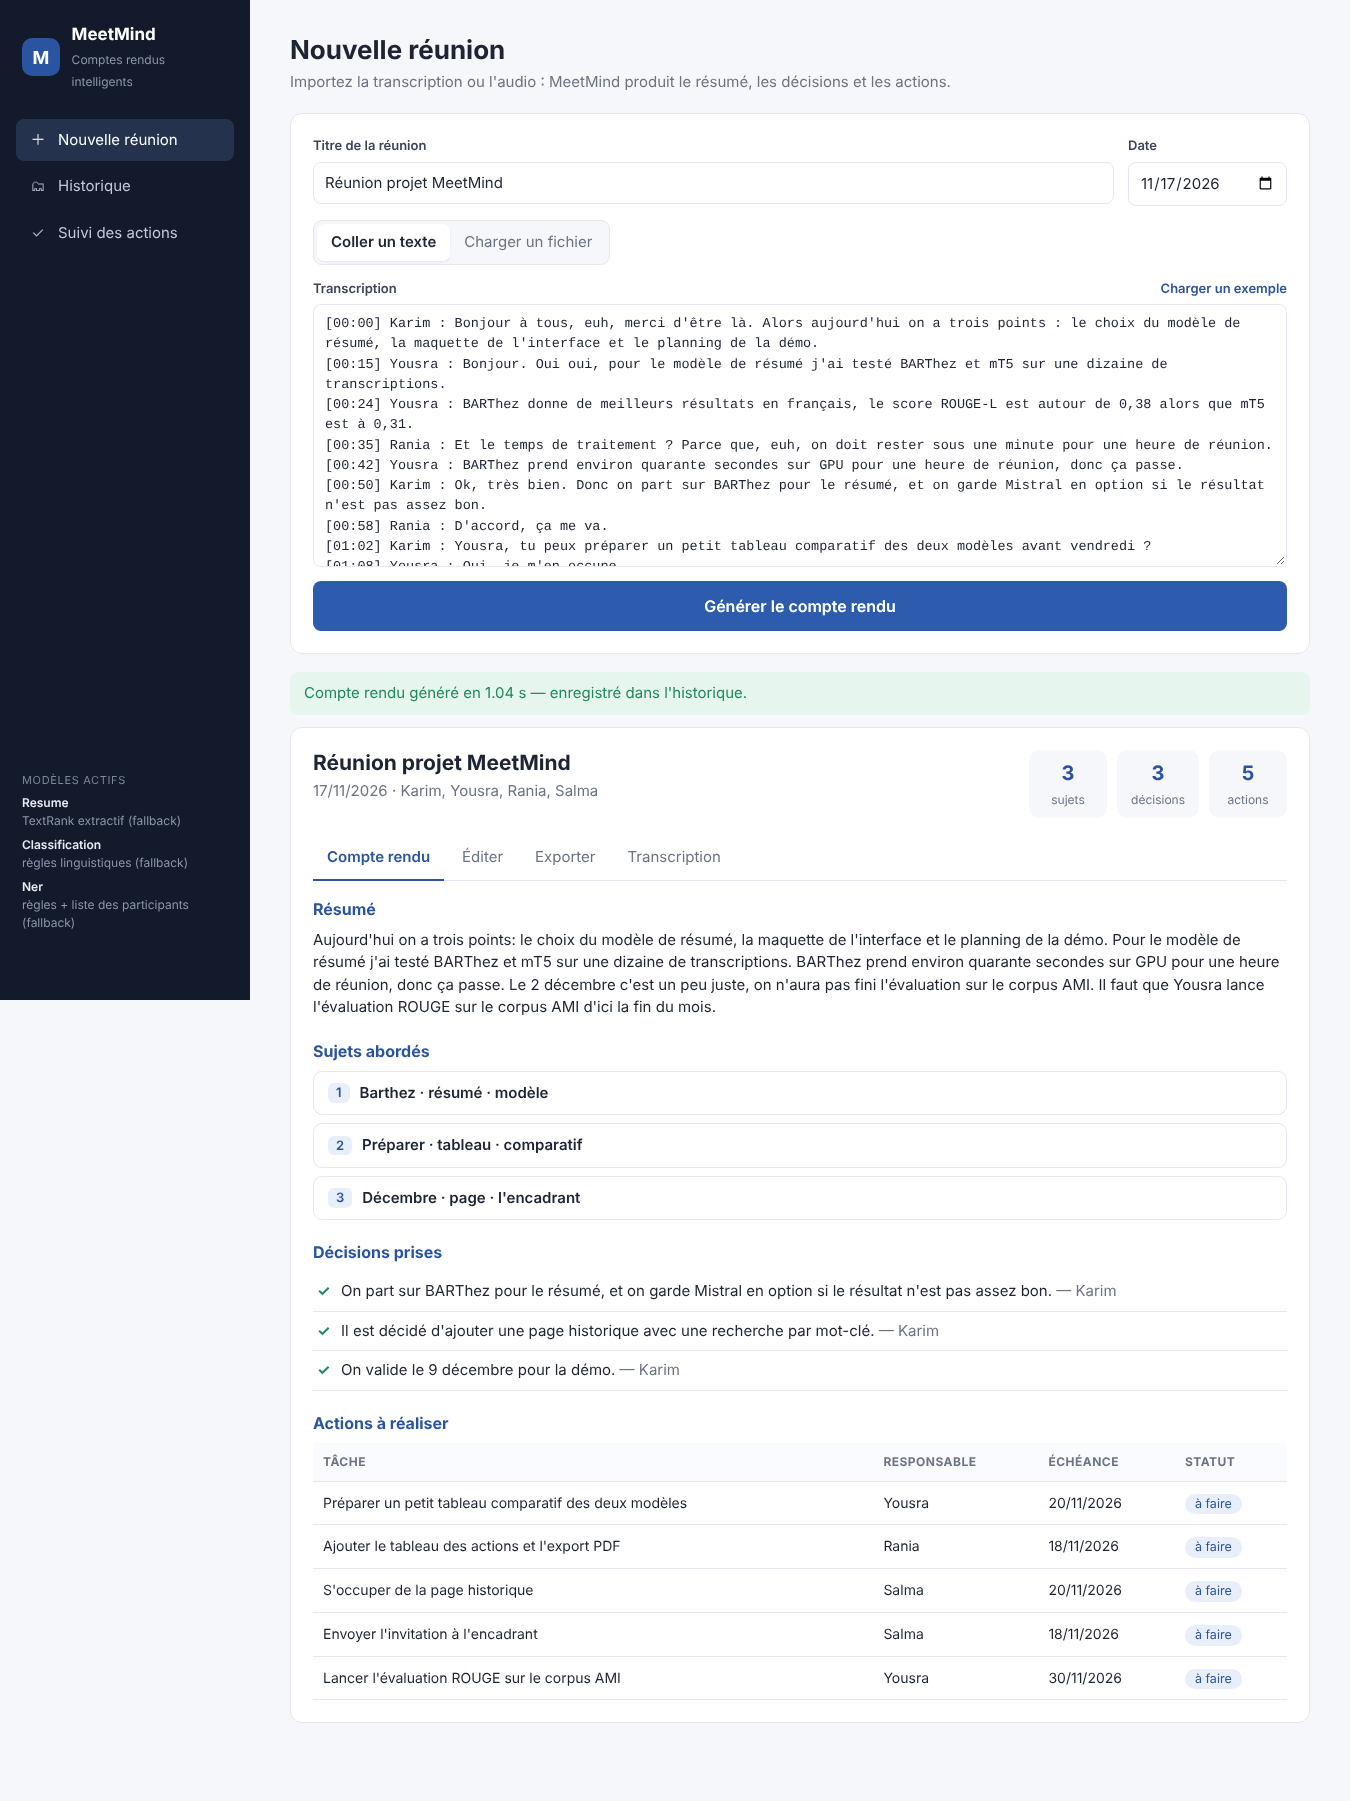 M
MeetMind
Comptes rendus
intelligents
Nouvelle réunion
Historique
Suivi des actions
MODÈLES ACTIFS
Resume
TextRank extractif (fallback)
Classification
règles linguistiques (fallback)
Ner
règles + liste des participants
(fallback)
Nouvelle réunion
Importez la transcription ou l'audio : MeetMind produit le résumé, les décisions et les actions.
Titre de la réunion
Date
Réunion projet MeetMind
11/17/2026
Coller un texte
Charger un fichier
Transcription
Charger un exemple
[00:00] Karim : Bonjour à tous, euh, merci d'être là. Alors aujourd'hui on a trois points : le choix du modèle de
résumé, la maquette de l'interface et le planning de la démo.
[00:15] Yousra : Bonjour. Oui oui, pour le modèle de résumé j'ai testé BARThez et mT5 sur une dizaine de
transcriptions.
[00:24] Yousra : BARThez donne de meilleurs résultats en français, le score ROUGE-L est autour de 0,38 alors que mT5
est à 0,31.
[00:35] Rania : Et le temps de traitement ? Parce que, euh, on doit rester sous une minute pour une heure de réunion.
[00:42] Yousra : BARThez prend environ quarante secondes sur GPU pour une heure de réunion, donc ça passe.
[00:50] Karim : Ok, très bien. Donc on part sur BARThez pour le résumé, et on garde Mistral en option si le résultat
n'est pas assez bon.
[00:58] Rania : D'accord, ça me va.
[01:02] Karim : Yousra, tu peux préparer un petit tableau comparatif des deux modèles avant vendredi ?
[01:08] Yousra : Oui, je m'en occupe.
Générer le compte rendu
Compte rendu généré en 1.04 s — enregistré dans l'historique.
Réunion projet MeetMind
17/11/2026 · Karim, Yousra, Rania, Salma
3
sujets
3
décisions
5
actions
Compte rendu
Éditer
Exporter
Transcription
Résumé
Aujourd'hui on a trois points: le choix du modèle de résumé, la maquette de l'interface et le planning de la démo. Pour le modèle de
résumé j'ai testé BARThez et mT5 sur une dizaine de transcriptions. BARThez prend environ quarante secondes sur GPU pour une heure
de réunion, donc ça passe. Le 2 décembre c'est un peu juste, on n'aura pas fini l'évaluation sur le corpus AMI. Il faut que Yousra lance
l'évaluation ROUGE sur le corpus AMI d'ici la fin du mois.
Sujets abordés
1 Barthez · résumé · modèle
2 Préparer · tableau · comparatif
3 Décembre · page · l'encadrant
Décisions prises
✓ On part sur BARThez pour le résumé, et on garde Mistral en option si le résultat n'est pas assez bon. — Karim
✓ Il est décidé d'ajouter une page historique avec une recherche par mot-clé. — Karim
✓ On valide le 9 décembre pour la démo. — Karim
Actions à réaliser
TÂCHE RESPONSABLE ÉCHÉANCE STATUT
Préparer un petit tableau comparatif des deux modèles Yousra 20/11/2026 à faire
Ajouter le tableau des actions et l'export PDF Rania 18/11/2026 à faire
S'occuper de la page historique Salma 20/11/2026 à faire
Envoyer l'invitation à l'encadrant Salma 18/11/2026 à faire
Lancer l'évaluation ROUGE sur le corpus AMI Yousra 30/11/2026 à faire